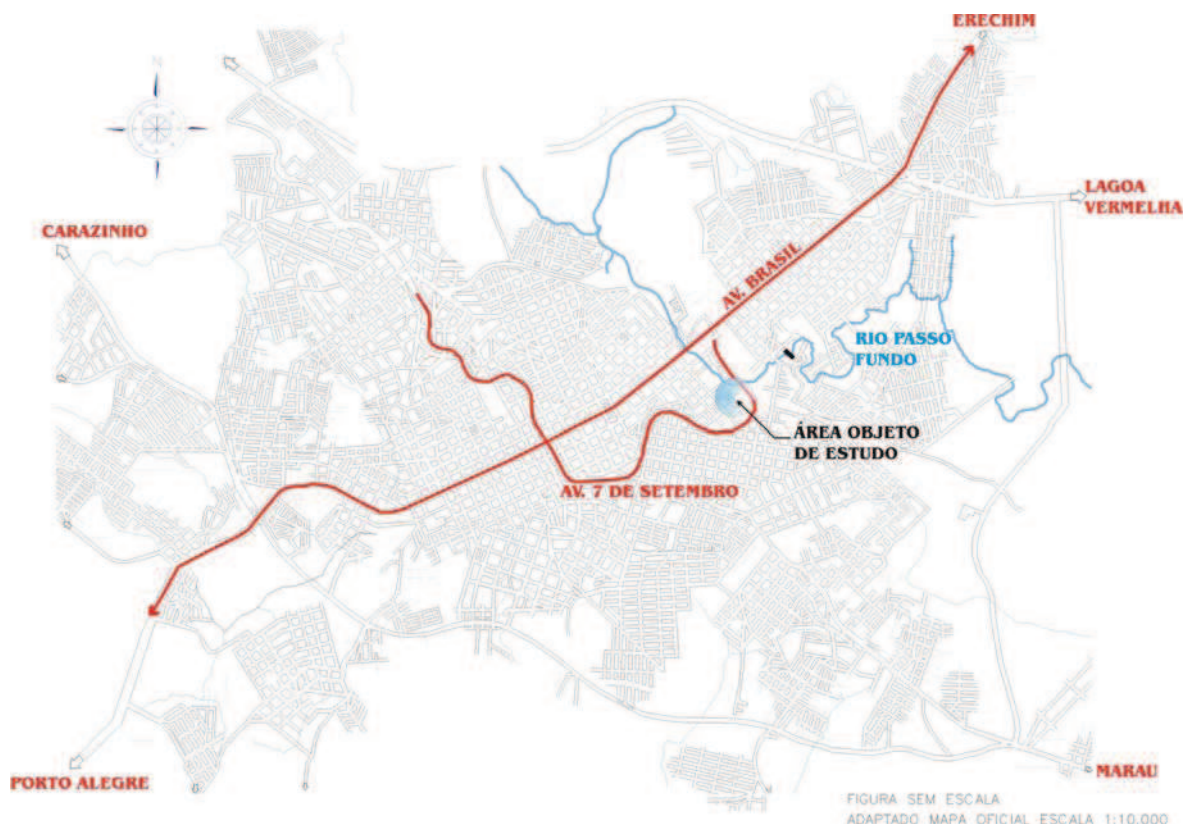 ERECHIM
N
LAGOA
VERMELHA
CARAZINHO
AV. BRASIL
RIO PASSO
FUNDO
ÁREA OBJETO
DE ESTUDO
AV. 7 DE SETEMBRO
PORTO ALEGRE
MARAU
FIGURA SEM ESCALA
ADAPTADO MAPA OFICIAL ESCALA 1:10.000